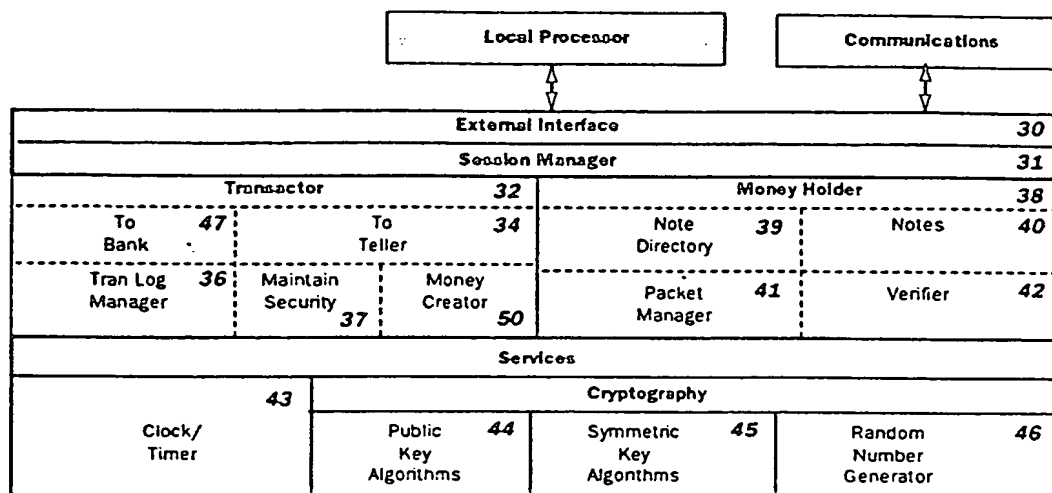 Local Processor
Communications
External Interface 30
Session Manager 31
Transactor 32
Money Holder 38
To Bank 47
To Teller 34
Note Directory 39
Notes 40
Tran Log Manager 36
Maintain Security 37
Money Creator 50
Packet Manager 41
Verifier 42
Services
43
Clock/
Timer
Cryptography
Public Key Algorithms 44
Symmetric Key Algorithms 45
Random Number Generator 46